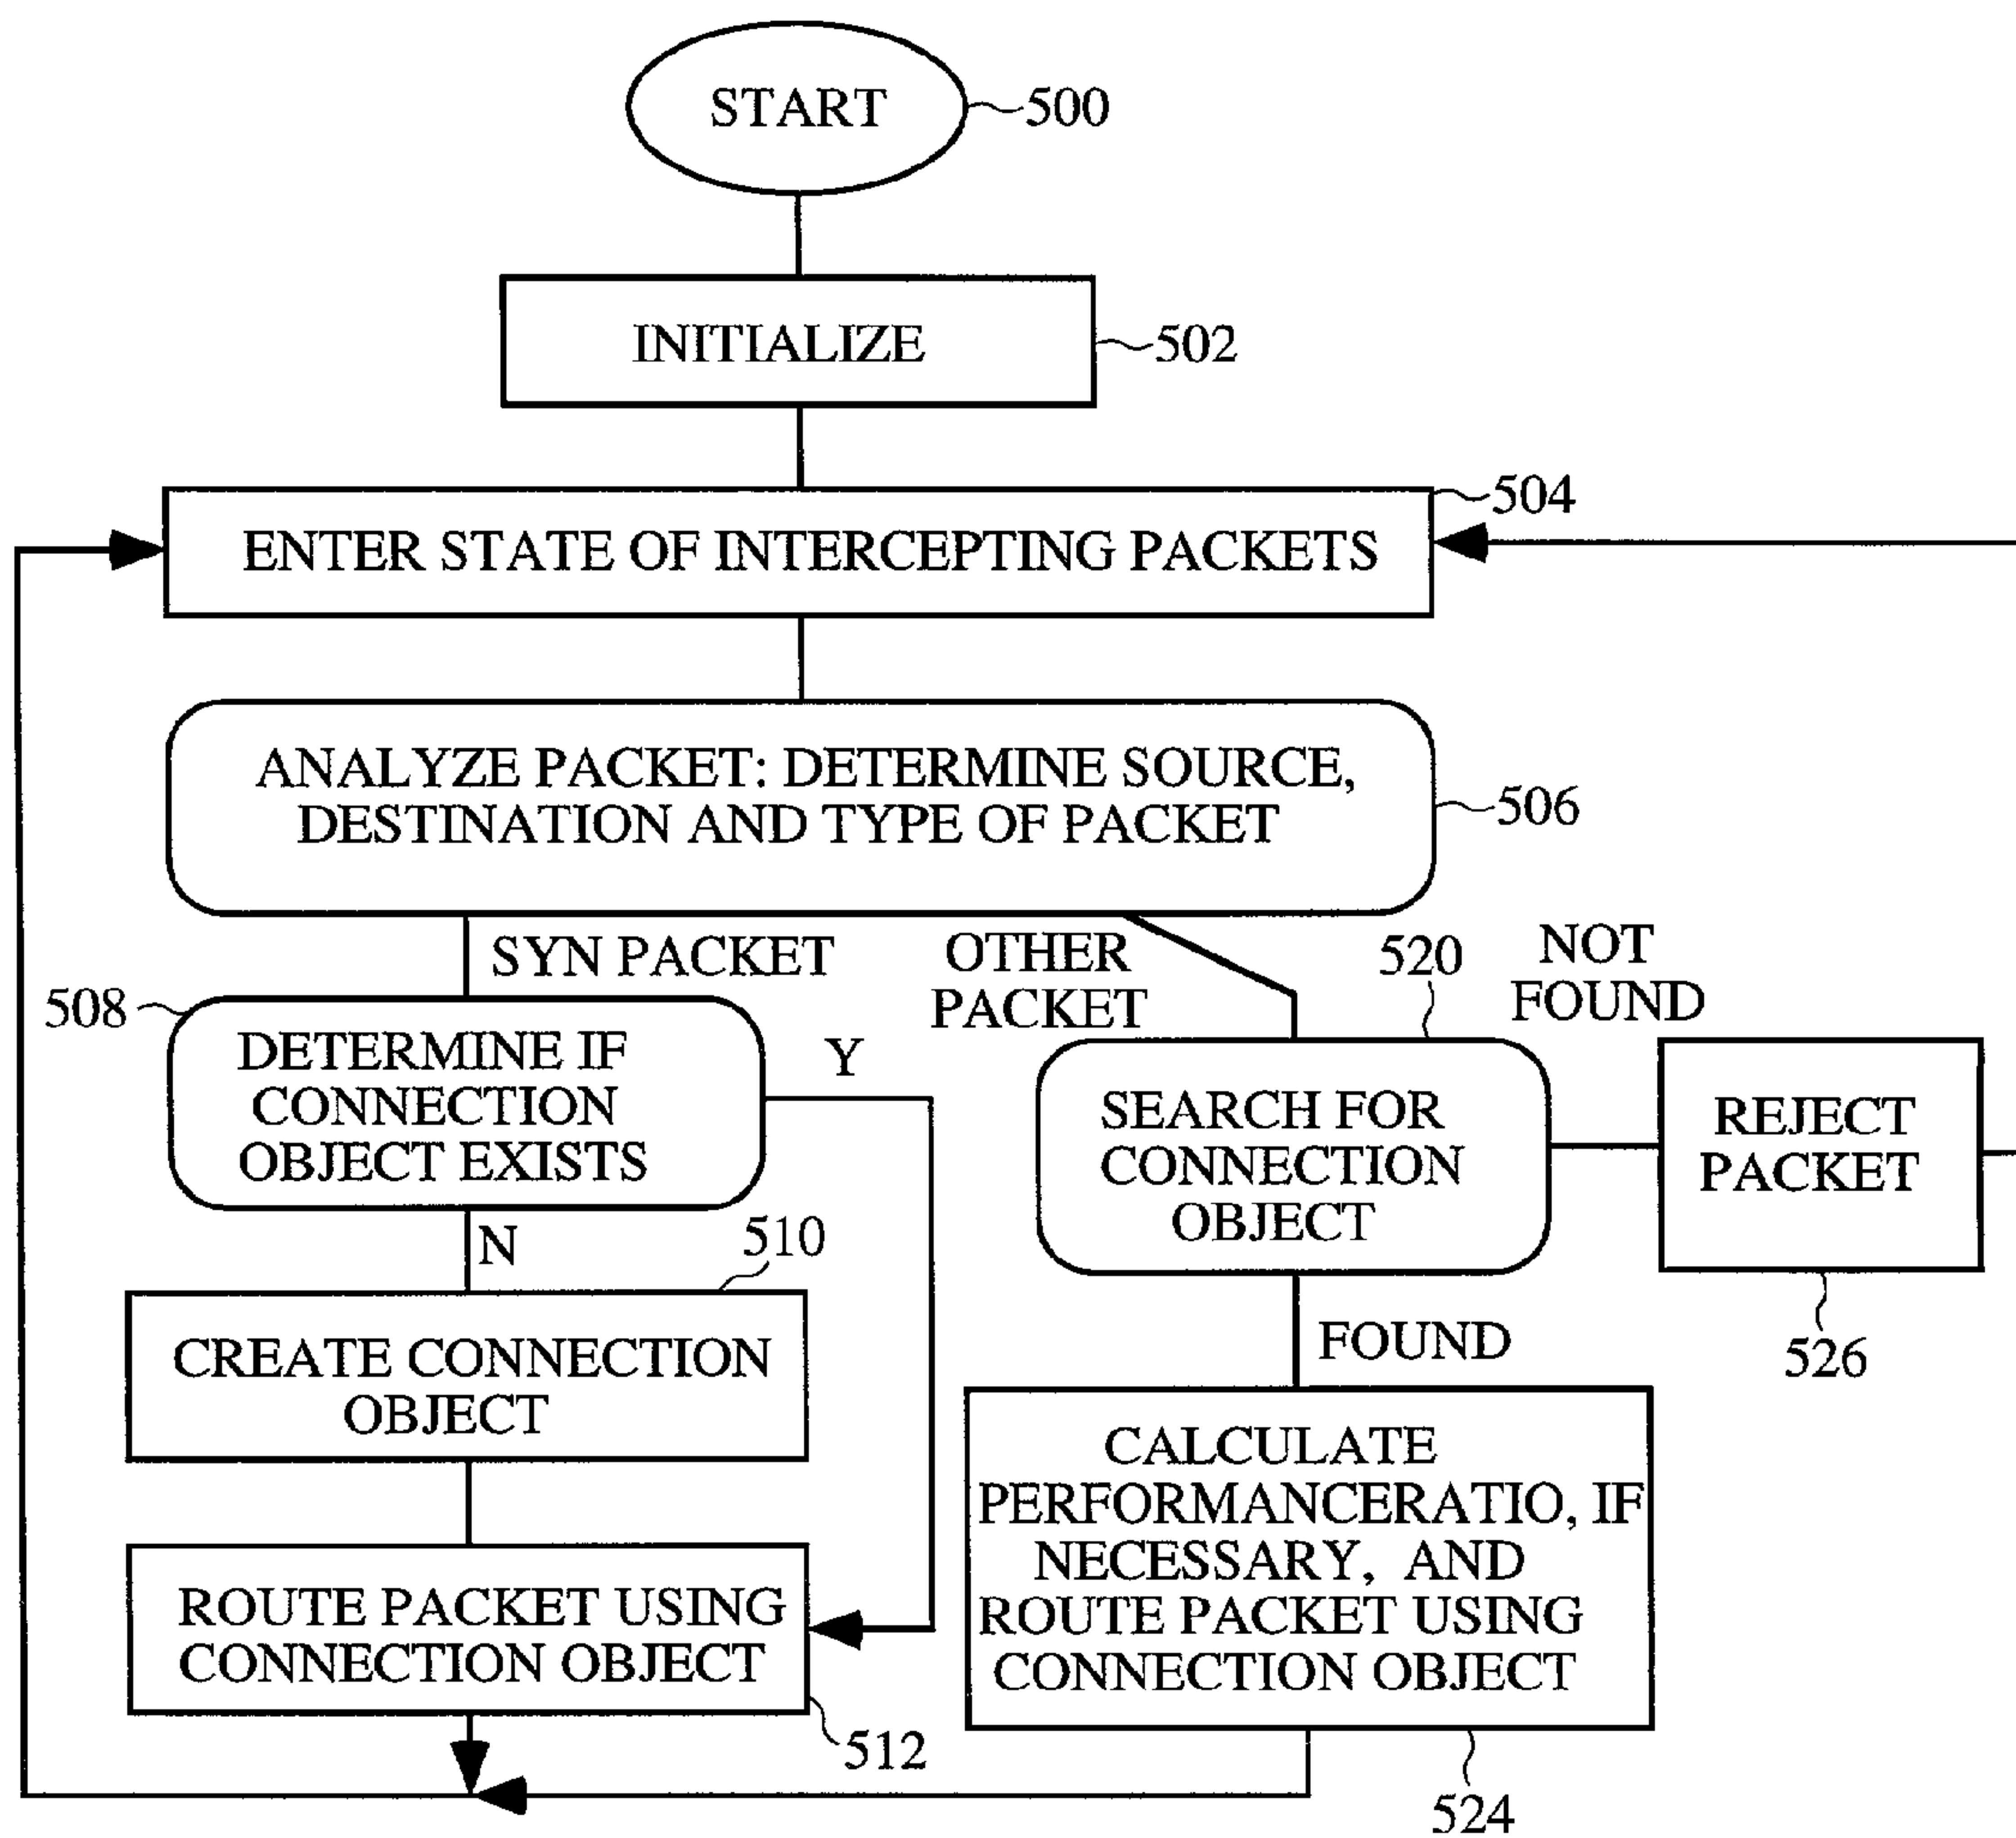 START
500
INITIALIZE
502
504
ENTER STATE OF INTERCEPTING PACKETS
ANALYZE PACKET: DETERMINE SOURCE,
DESTINATION AND TYPE OF PACKET
506
SYN PACKET
OTHER
PACKET
520
NOT
FOUND
508
DETERMINE IF
CONNECTION
OBJECT EXISTS
Y
SEARCH FOR
CONNECTION
OBJECT
REJECT
PACKET
N
510
FOUND
526
CREATE CONNECTION
OBJECT
CALCULATE
PERFORMANCERATIO, IF
NECESSARY, AND
ROUTE PACKET USING
CONNECTION OBJECT
ROUTE PACKET USING
CONNECTION OBJECT
512
524